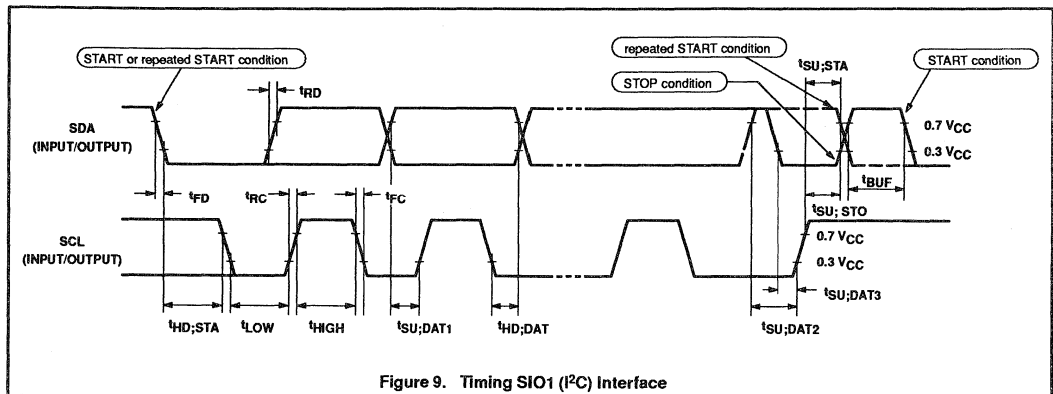 START or repeated START condition
repeated START condition
tSU;STA
START condition
STOP condition
tRD
SDA
(INPUT/OUTPUT)
0.7 VCC
0.3 VCC
tFD
tRC
tFC
tBUF
tSU; STO
SCL
(INPUT/OUTPUT)
0.7 VCC
0.3 VCC
tSU;DAT3
tHD;STA
tLOW
tHIGH
tSU;DAT1
tHD;DAT
tSU;DAT2
Figure 9. Timing SIO1 (I²C) Interface